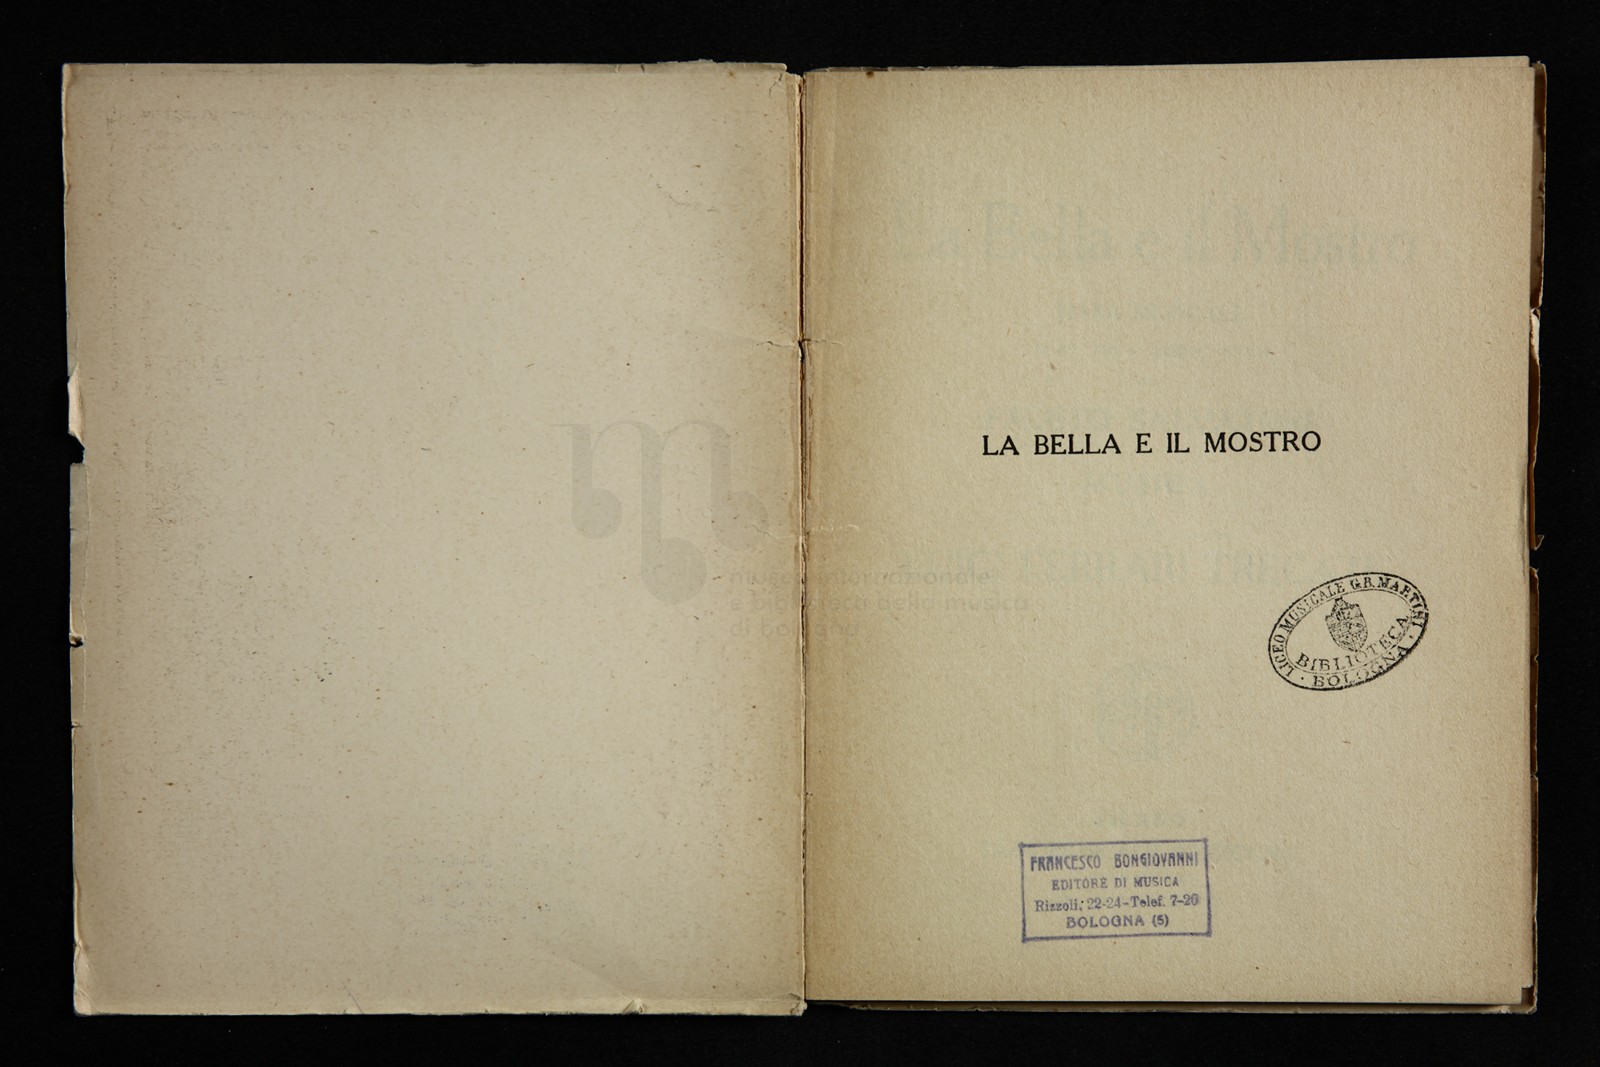 museo internazionale
e biblioteca della musica
di bologna
LA BELLA E IL MOSTRO
LICEO MUSICALE G.B. MARTINI
BIBLIOTECA
· BOLOGNA ·
FRANCESCO BONGIOVANNI
EDITORE DI MUSICA
Rizzoli, 22-24-Telef. 7-26
BOLOGNA (5)